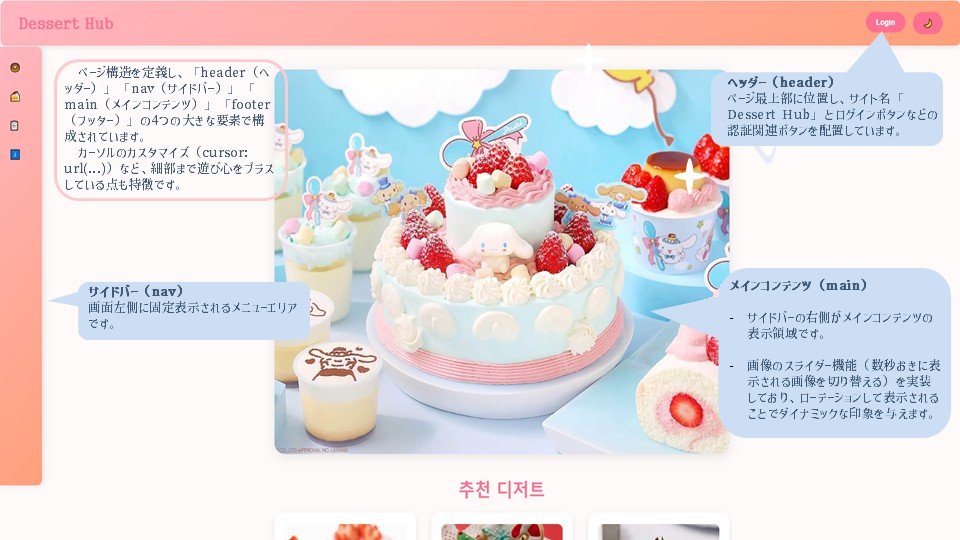 Dessert Hub
Login
ページ構造を定義し、「header（ヘ
ッダー）」「nav（サイドバー）」「
main（メインコンテンツ）」「footer
（フッター）」の4つの大きな要素で構
成されています。
カーソルのカスタマイズ（cursor:
url(...)）など、細部まで遊び心をプラス
している点も特徴です。
ヘッダー（header）
ページ最上部に位置し、サイト名「
Dessert Hub」とログインボタンなどの
認証関連ボタンを配置しています。
サイドバー（nav）
画面左側に固定表示されるメニューエリア
です。
メインコンテンツ（main）
- サイドバーの右側がメインコンテンツの
表示領域です。
- 画像のスライダー機能（数秒おきに表
示される画像を切り替える）を実装
しており、ローテーションして表示される
ことでダイナミックな印象を与えます。
추천 디저트